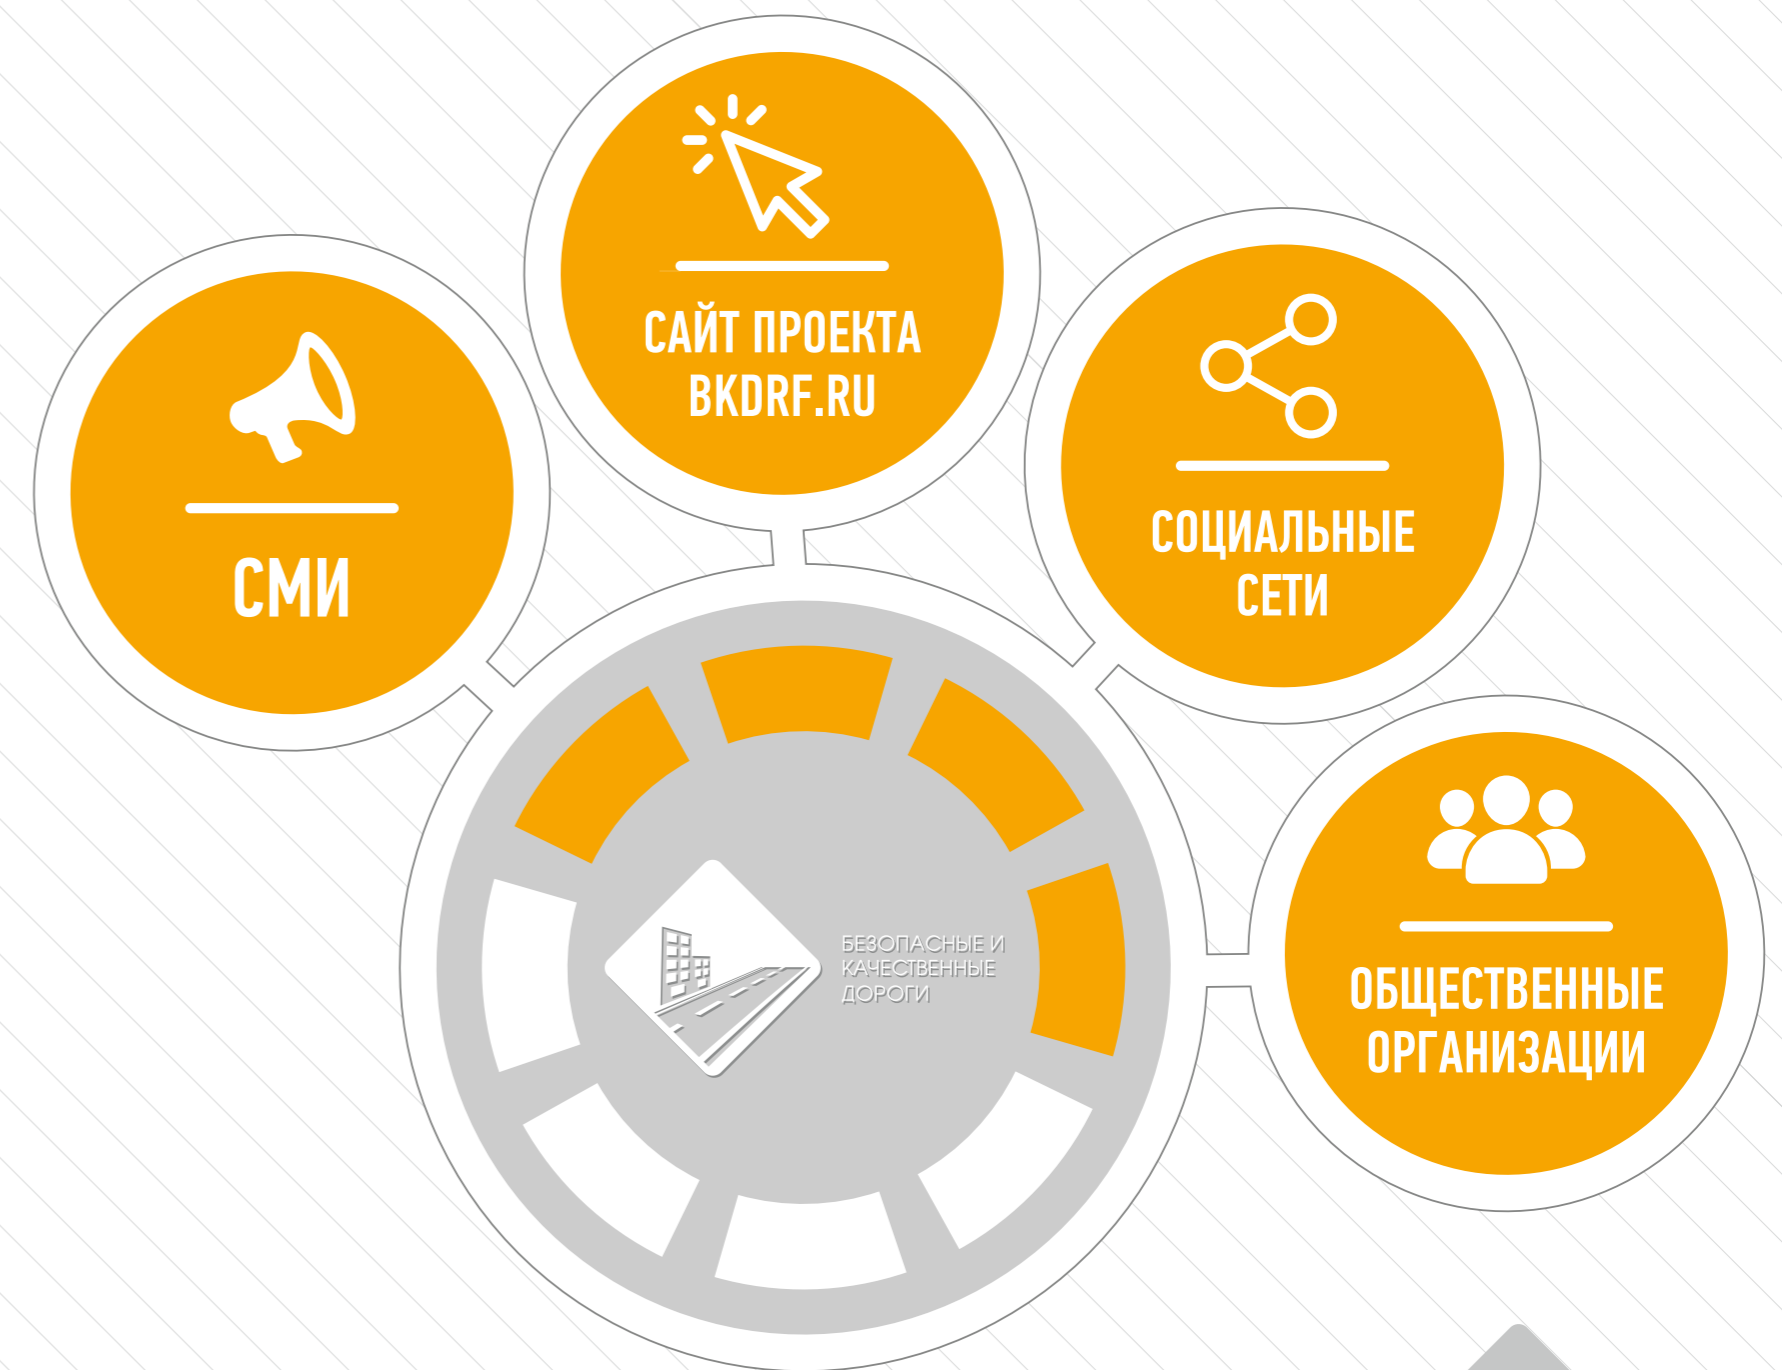 САЙТ ПРОЕКТА
BKDRF.RU
СМИ
СОЦИАЛЬНЫЕ
СЕТИ
БЕЗОПАСНЫЕ И
КАЧЕСТВЕННЫЕ
ДОРОГИ
ОБЩЕСТВЕННЫЕ
ОРГАНИЗАЦИИ